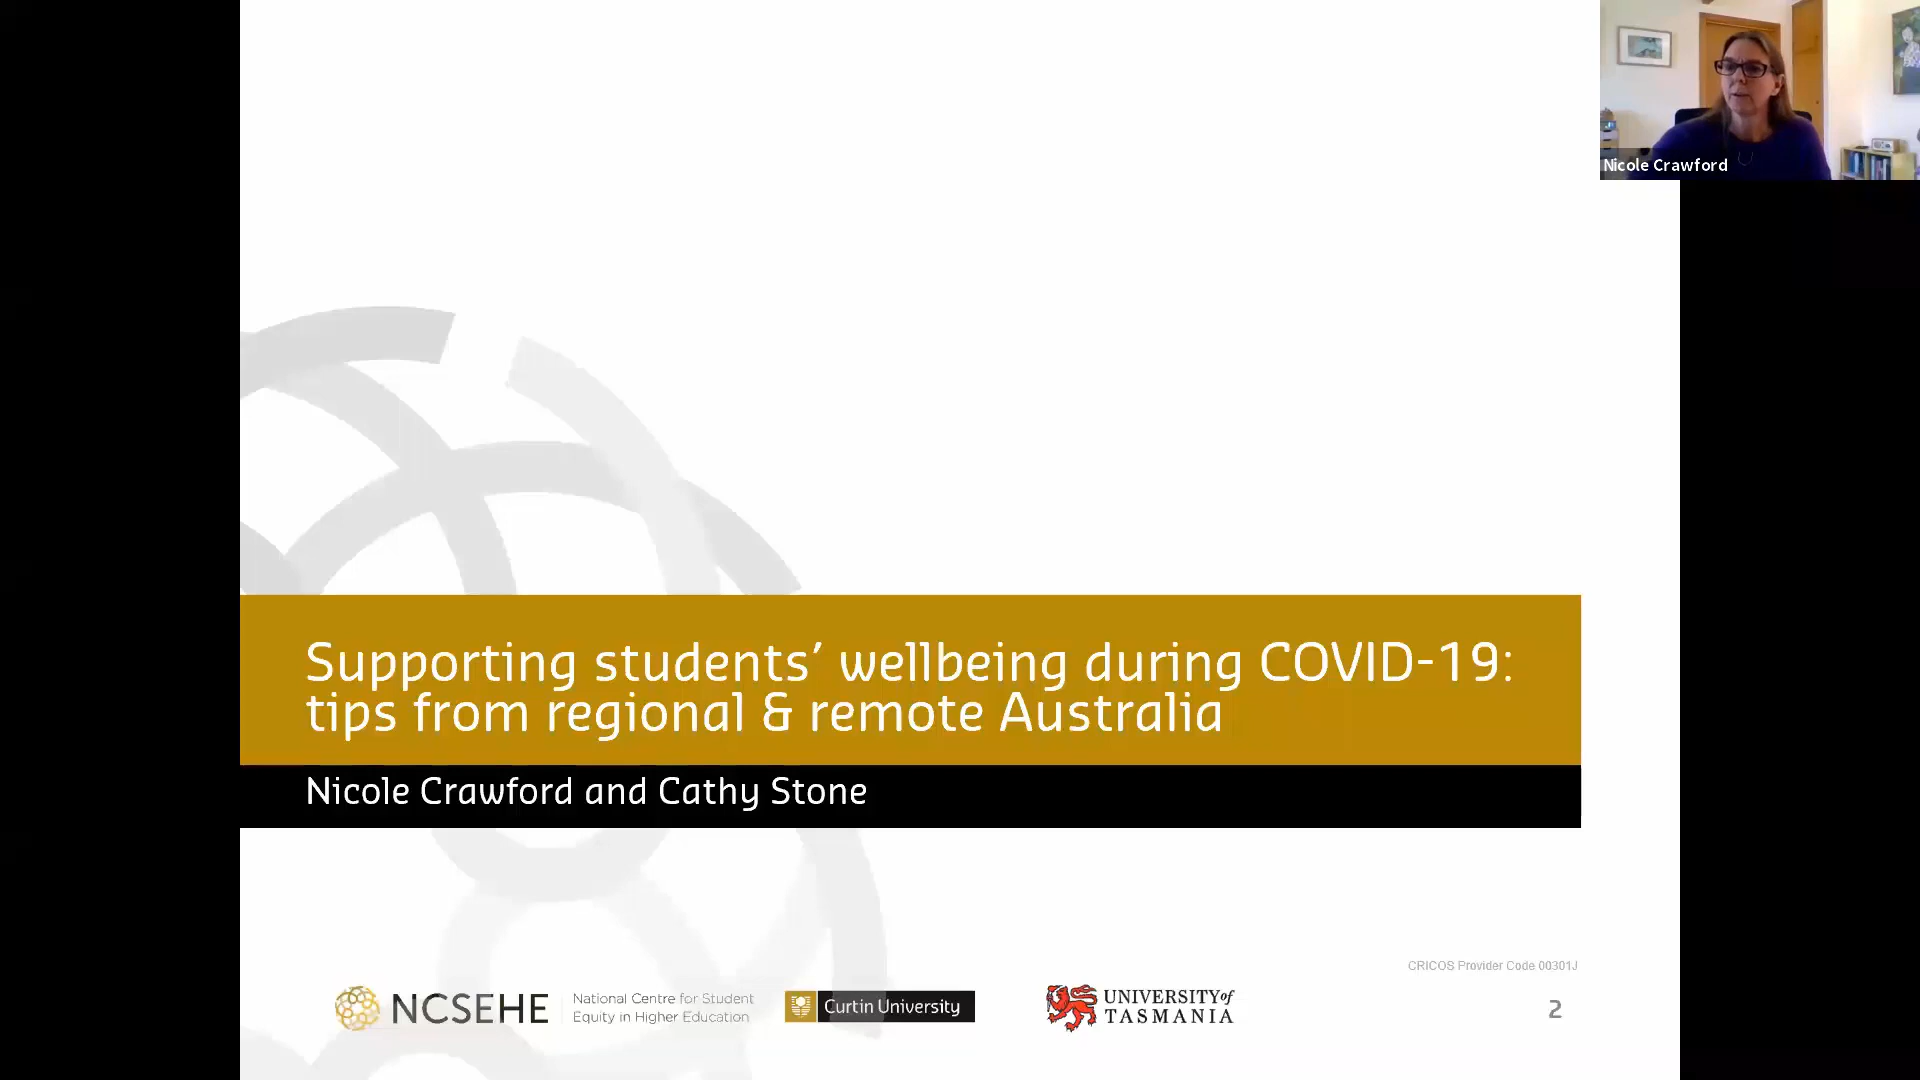 Nicole Crawford
Supporting students’ wellbeing during COVID-19:
tips from regional & remote Australia
Nicole Crawford and Cathy Stone
CRICOS Provider Code 00301J
NCSEHE
National Centre for Student
Equity in Higher Education
Curtin University
UNIVERSITY of
TASMANIA
2